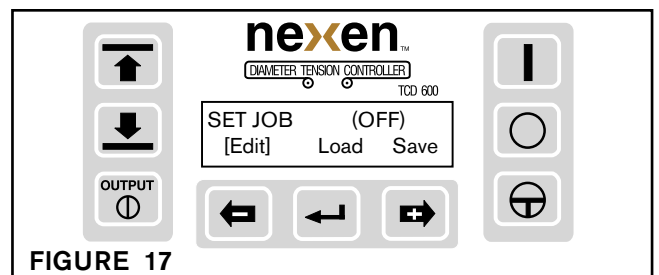 nexen™
DIAMETER TENSION CONTROLLER
TCD 600
SET JOB (OFF)
[Edit] Load Save
OUTPUT
FIGURE 17